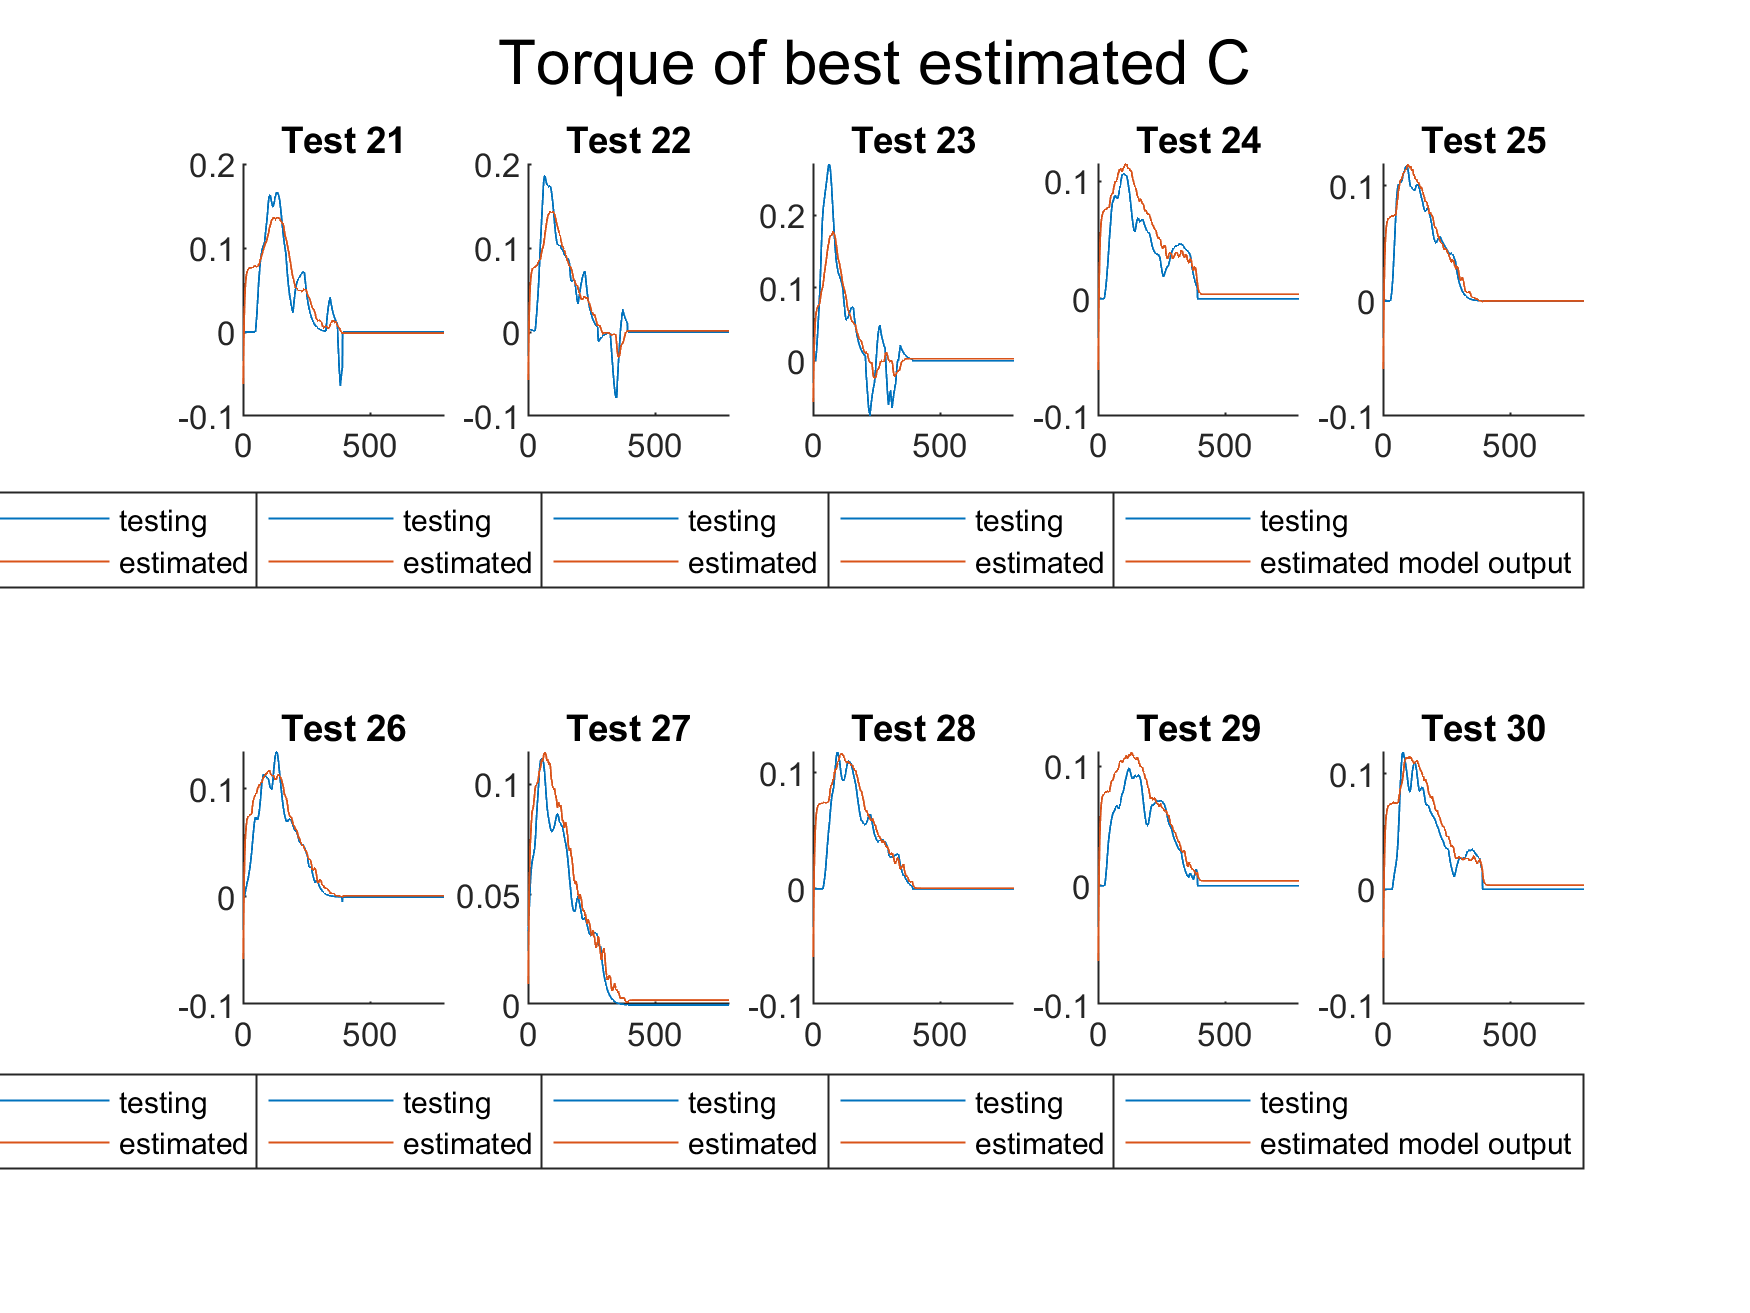 Torque of best estimated C
Test 21 Test 22 Test 23 Test 24 Test 25
0.2 0.1 0 -0.1 0 500
0.2 0.1 0 -0.1 0 500
0.2 0.1 0 0 500
0.1 0 -0.1 0 500
0.1 0 -0.1 0 500
testing testing testing testing testing
estimated estimated estimated estimated estimated model output
Test 26 Test 27 Test 28 Test 29 Test 30
0.1 0 -0.1 0 500
0.1 0.05 0 0 500
0.1 0 -0.1 0 500
0.1 0 -0.1 0 500
0.1 0 -0.1 0 500
testing testing testing testing testing
estimated estimated estimated estimated estimated model output